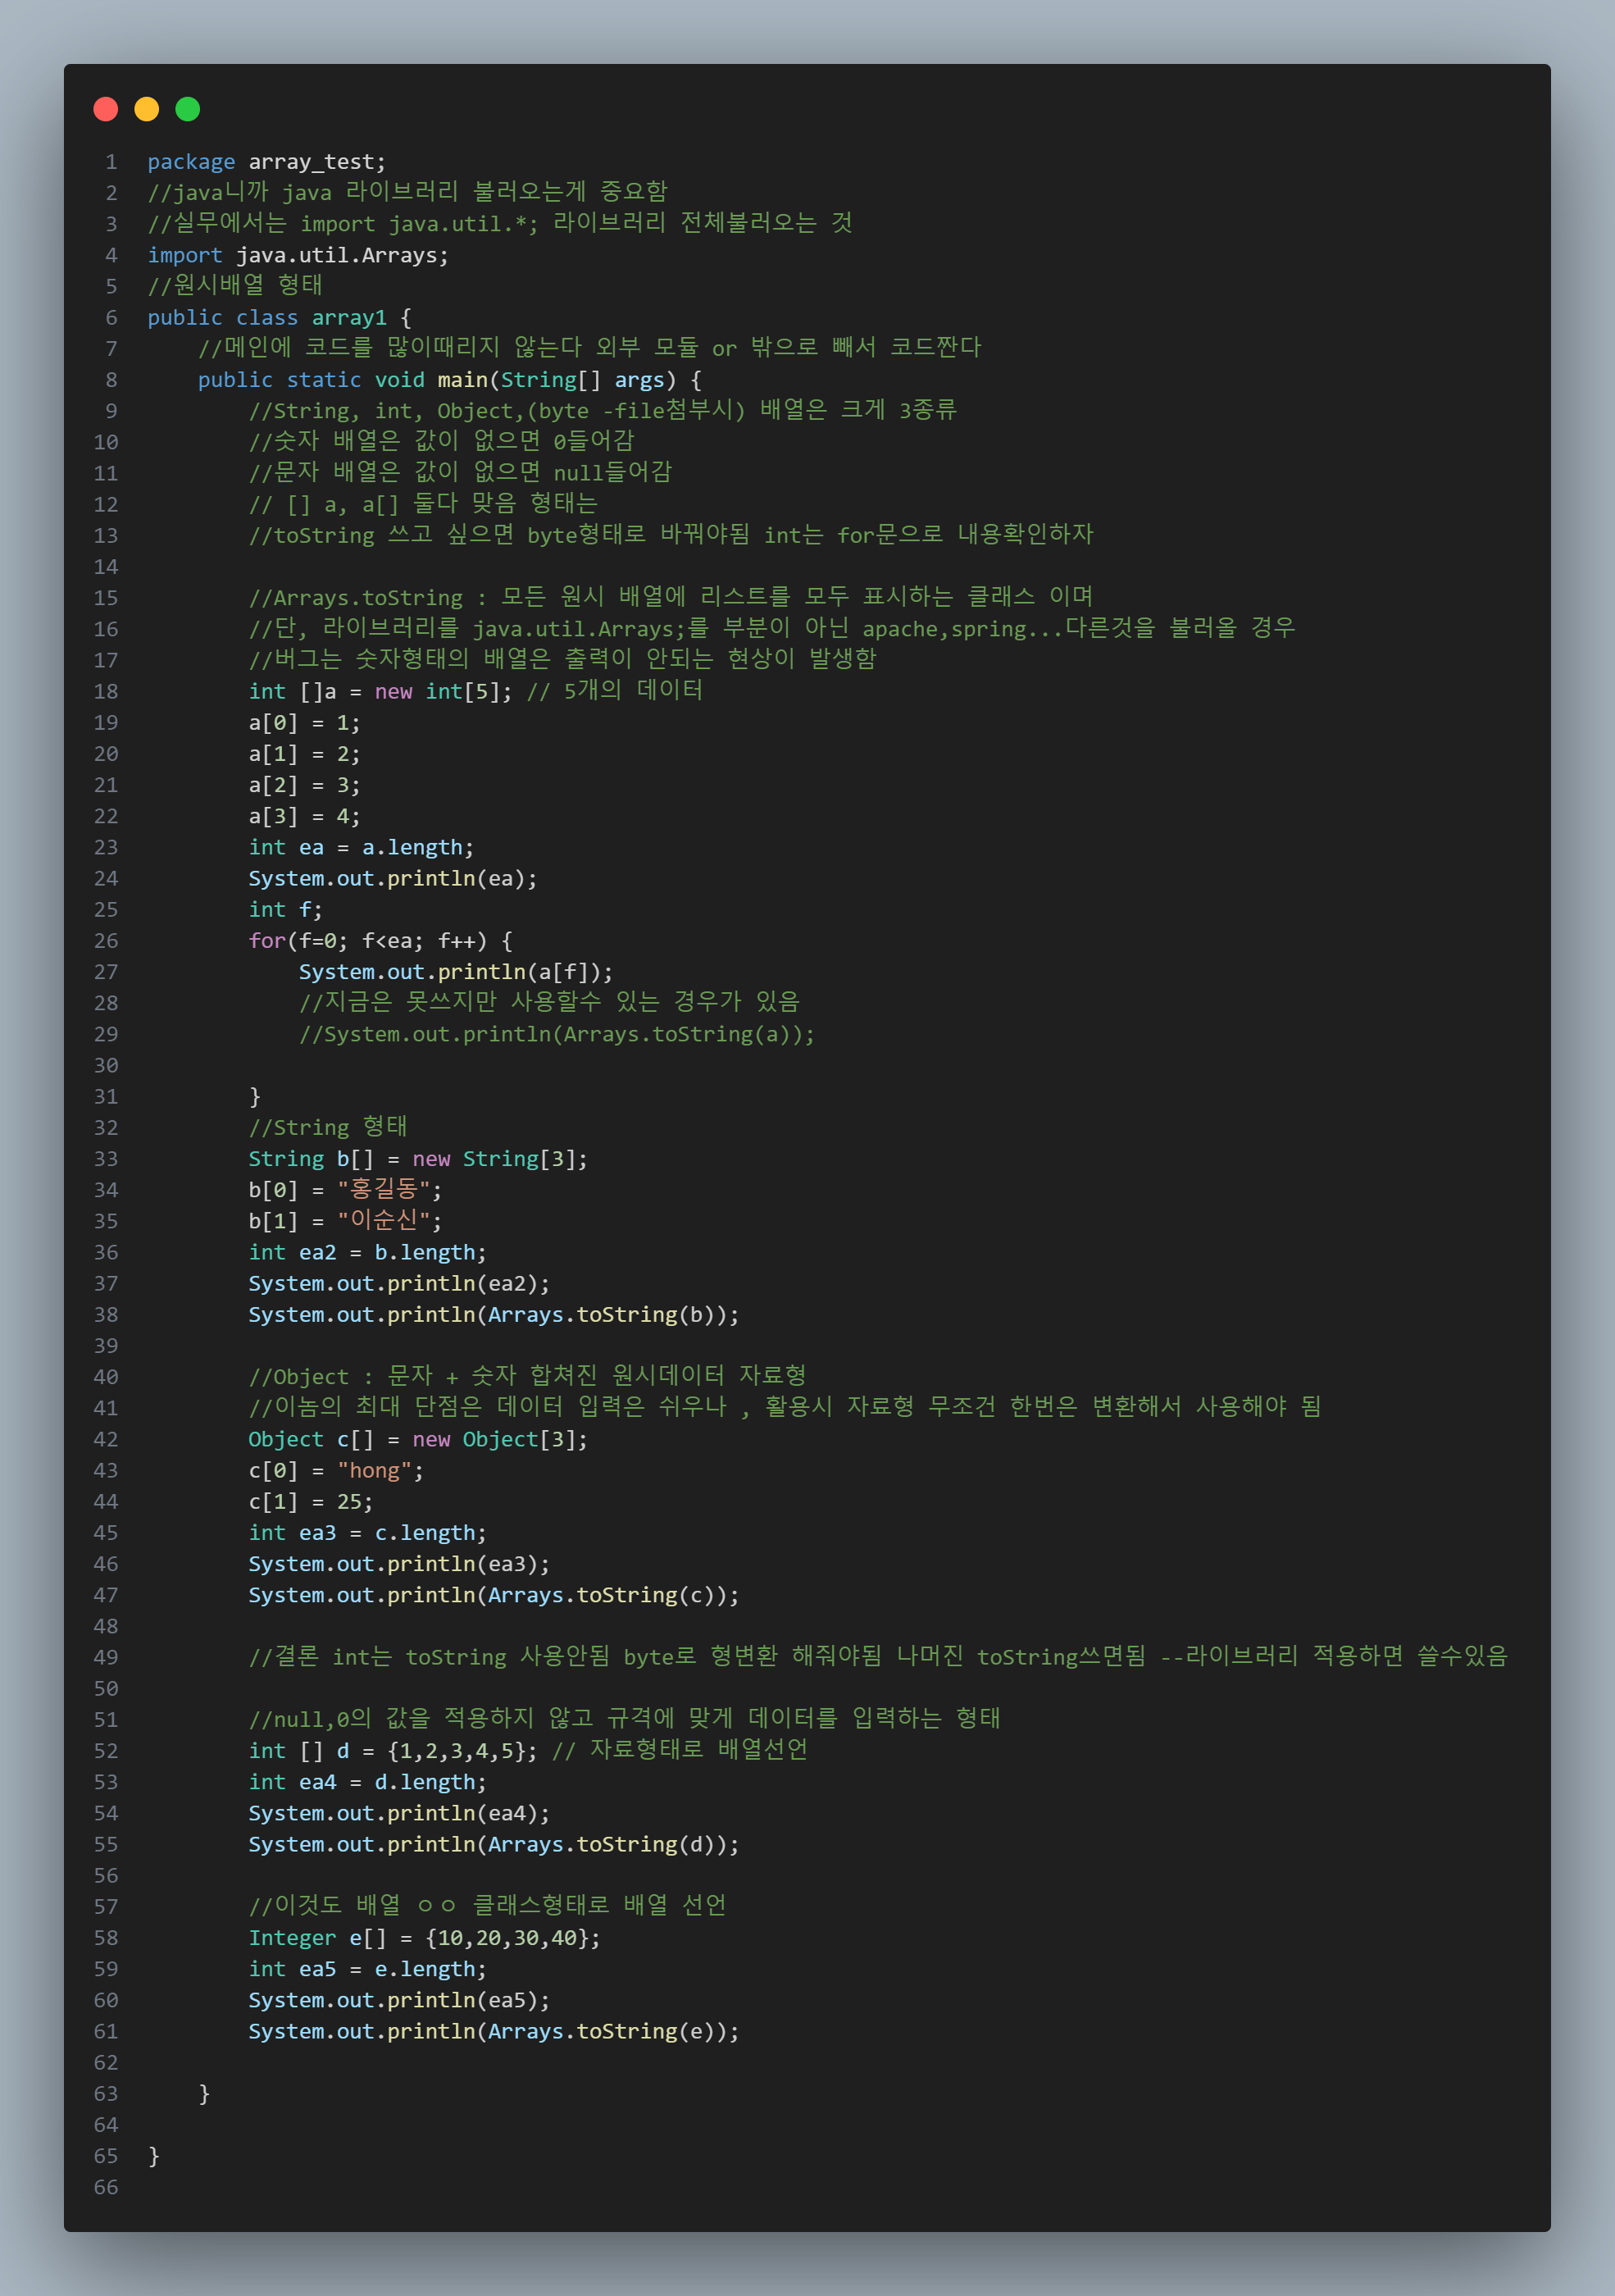 1 package array_test;
2 //java니까 java 라이브러리 불러오는게 중요함
3 //실무에서는 import java.util.*; 라이브러리 전체불러오는 것
4 import java.util.Arrays;
5 //원시배열 형태
6 public class array1 {
7 //메인에 코드를 많이때리지 않는다 외부 모듈 or 밖으로 빼서 코드짠다
8 public static void main(String[] args) {
9 //String, int, Object,(byte -file첨부시) 배열은 크게 3종류
10 //숫자 배열은 값이 없으면 0들어감
11 //문자 배열은 값이 없으면 null들어감
12 // [] a, a[] 둘다 맞음 형태는
13 //toString 쓰고 싶으면 byte형태로 바꿔야됨 int는 for문으로 내용확인하자
14
15 //Arrays.toString : 모든 원시 배열에 리스트를 모두 표시하는 클래스 이며
16 //단, 라이브러리를 java.util.Arrays;를 부분이 아닌 apache,spring...다른것을 불러올 경우
17 //버그는 숫자형태의 배열은 출력이 안되는 현상이 발생함
18 int []a = new int[5]; // 5개의 데이터
19 a[0] = 1;
20 a[1] = 2;
21 a[2] = 3;
22 a[3] = 4;
23 int ea = a.length;
24 System.out.println(ea);
25 int f;
26 for(f=0; f<ea; f++) {
27 System.out.println(a[f]);
28 //지금은 못쓰지만 사용할수 있는 경우가 있음
29 //System.out.println(Arrays.toString(a));
30
31 }
32 //String 형태
33 String b[] = new String[3];
34 b[0] = "홍길동";
35 b[1] = "이순신";
36 int ea2 = b.length;
37 System.out.println(ea2);
38 System.out.println(Arrays.toString(b));
39
40 //Object : 문자 + 숫자 합쳐진 원시데이터 자료형
41 //이놈의 최대 단점은 데이터 입력은 쉬우나 , 활용시 자료형 무조건 한번은 변환해서 사용해야 됨
42 Object c[] = new Object[3];
43 c[0] = "hong";
44 c[1] = 25;
45 int ea3 = c.length;
46 System.out.println(ea3);
47 System.out.println(Arrays.toString(c));
48
49 //결론 int는 toString 사용안됨 byte로 형변환 해줘야됨 나머진 toString쓰면됨 --라이브러리 적용하면 쓸수있음
50
51 //null,0의 값을 적용하지 않고 규격에 맞게 데이터를 입력하는 형태
52 int [] d = {1,2,3,4,5}; // 자료형태로 배열선언
53 int ea4 = d.length;
54 System.out.println(ea4);
55 System.out.println(Arrays.toString(d));
56
57 //이것도 배열 ㅇㅇ 클래스형태로 배열 선언
58 Integer e[] = {10,20,30,40};
59 int ea5 = e.length;
60 System.out.println(ea5);
61 System.out.println(Arrays.toString(e));
62
63 }
64
65 }
66